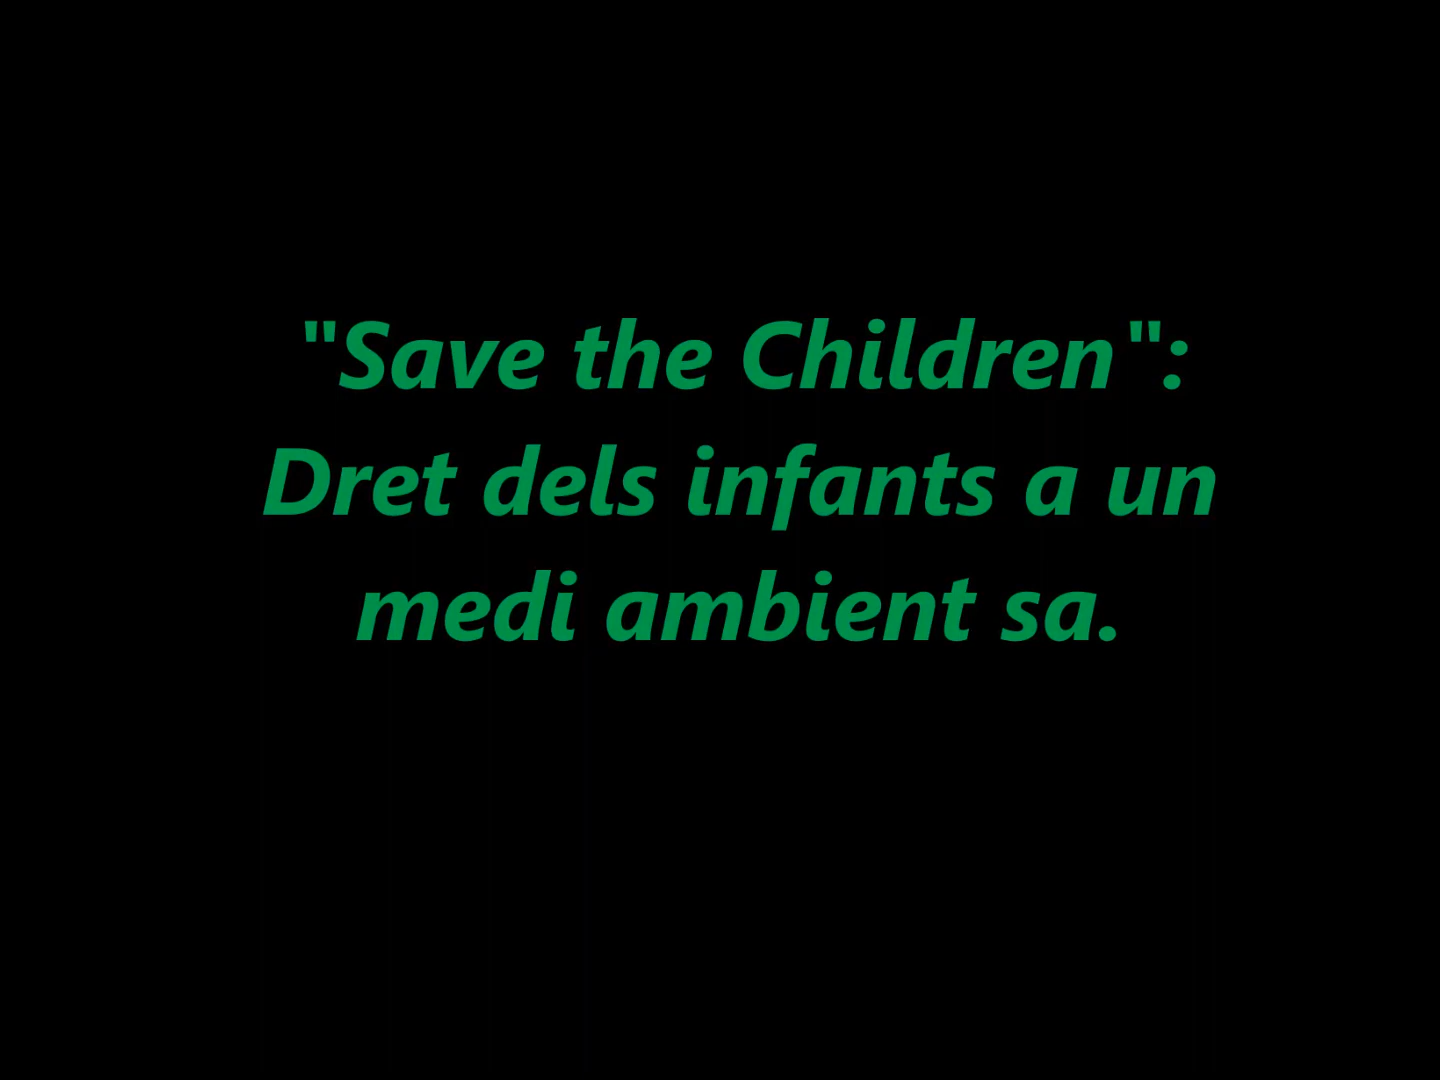 "Save the Children":
Dret dels infants a un
medi ambient sa.